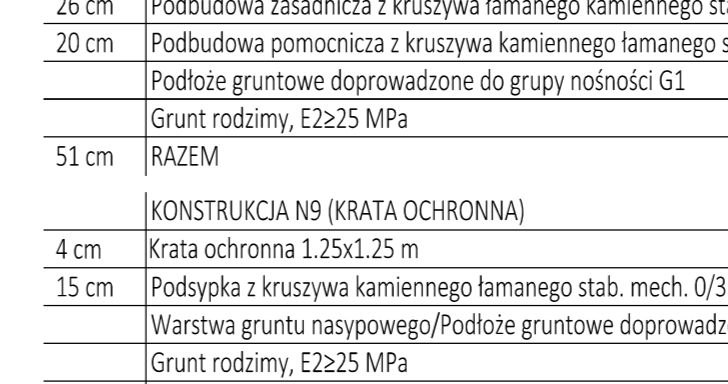 26 cm Podbudowa zasadnicza z kruszywa łamanego kamiennego
20 cm Podbudowa pomocnicza z kruszywa kamiennego łamanego s
Podłoże gruntowe doprowadzone do grupy nośności G1
Grunt rodzimy, E2≥25 MPa
51 cm RAZEM
KONSTRUKCJA N9 (KRATA OCHRONNA)
4 cm Krata ochronna 1.25x1.25 m
15 cm Podsypka z kruszywa kamiennego łamanego stab. mech. 0/3
Warstwa gruntu nasypowego/Podłoże gruntowe doprowadz
Grunt rodzimy, E2≥25 MPa